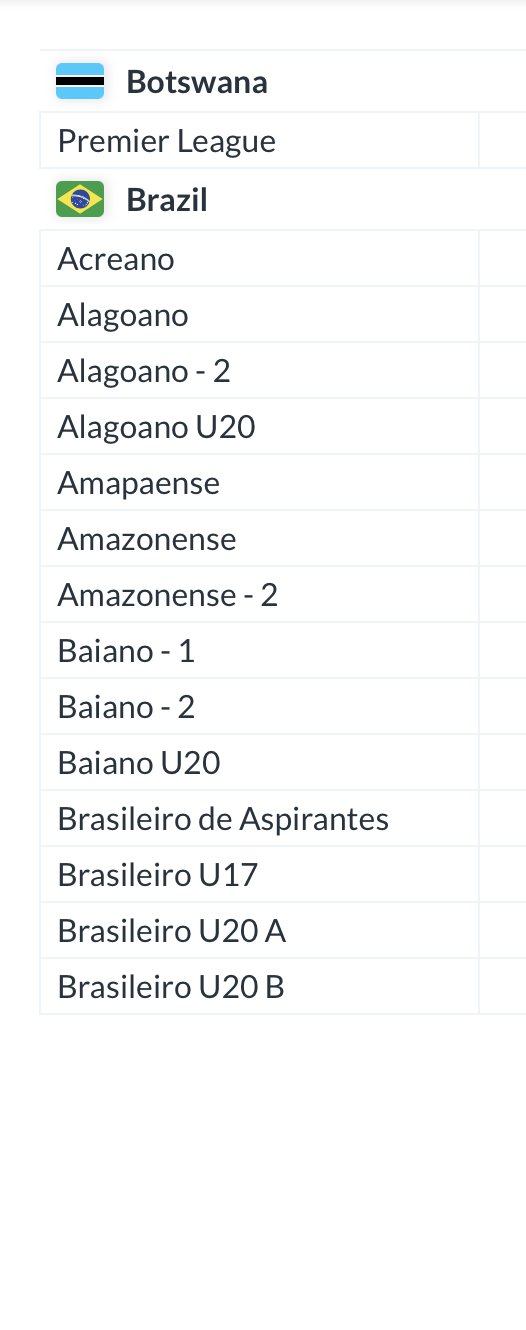 Botswana
Premier League
Brazil
Acreano
Alagoano
Alagoano - 2
Alagoano U20
Amapaense
Amazonense
Amazonense - 2
Baiano - 1
Baiano - 2
Baiano U20
Brasileiro de Aspirantes
Brasileiro U17
Brasileiro U20 A
Brasileiro U20 B